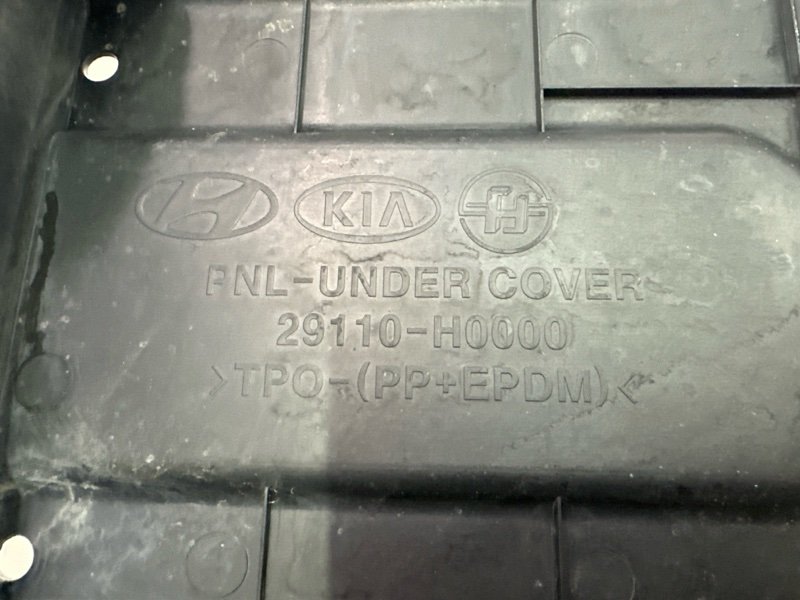 KIA
PNL-UNDER COVER
29110-H0000
>TPO-(PP+EPDM)<